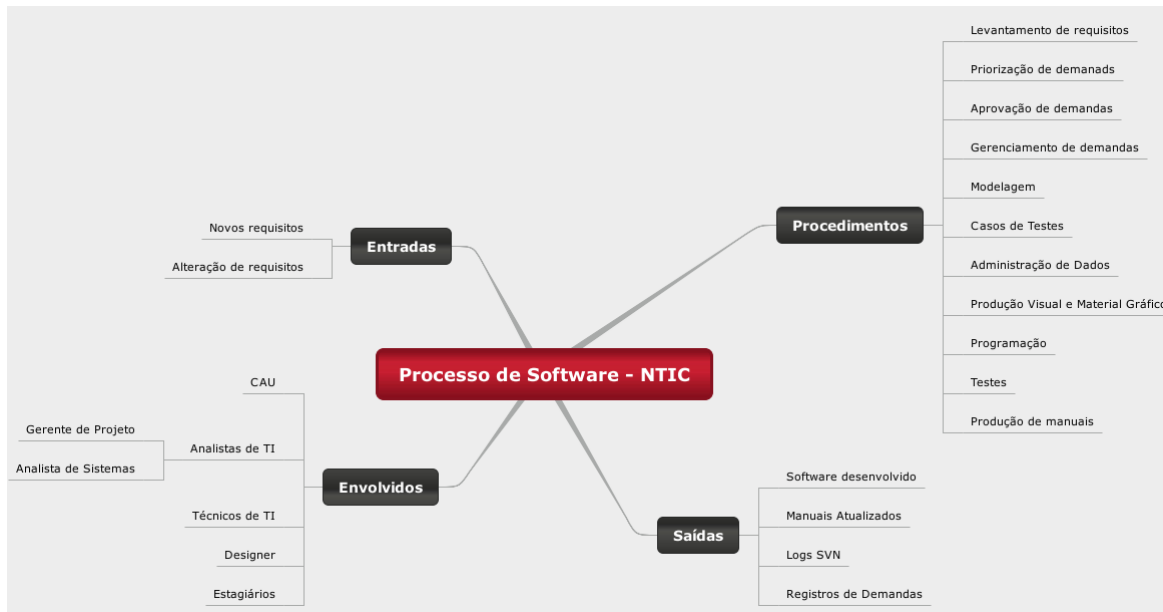 Processo de Software - NTIC
Entradas
Novos requisitos
Alteração de requisitos
Procedimentos
Levantamento de requisitos
Priorização de demanads
Aprovação de demandas
Gerenciamento de demandas
Modelagem
Casos de Testes
Administração de Dados
Produção Visual e Material Gráfico
Programação
Testes
Produção de manuais
Envolvidos
CAU
Analistas de TI
Gerente de Projeto
Analista de Sistemas
Técnicos de TI
Designer
Estagiários
Saídas
Software desenvolvido
Manuais Atualizados
Logs SVN
Registros de Demandas